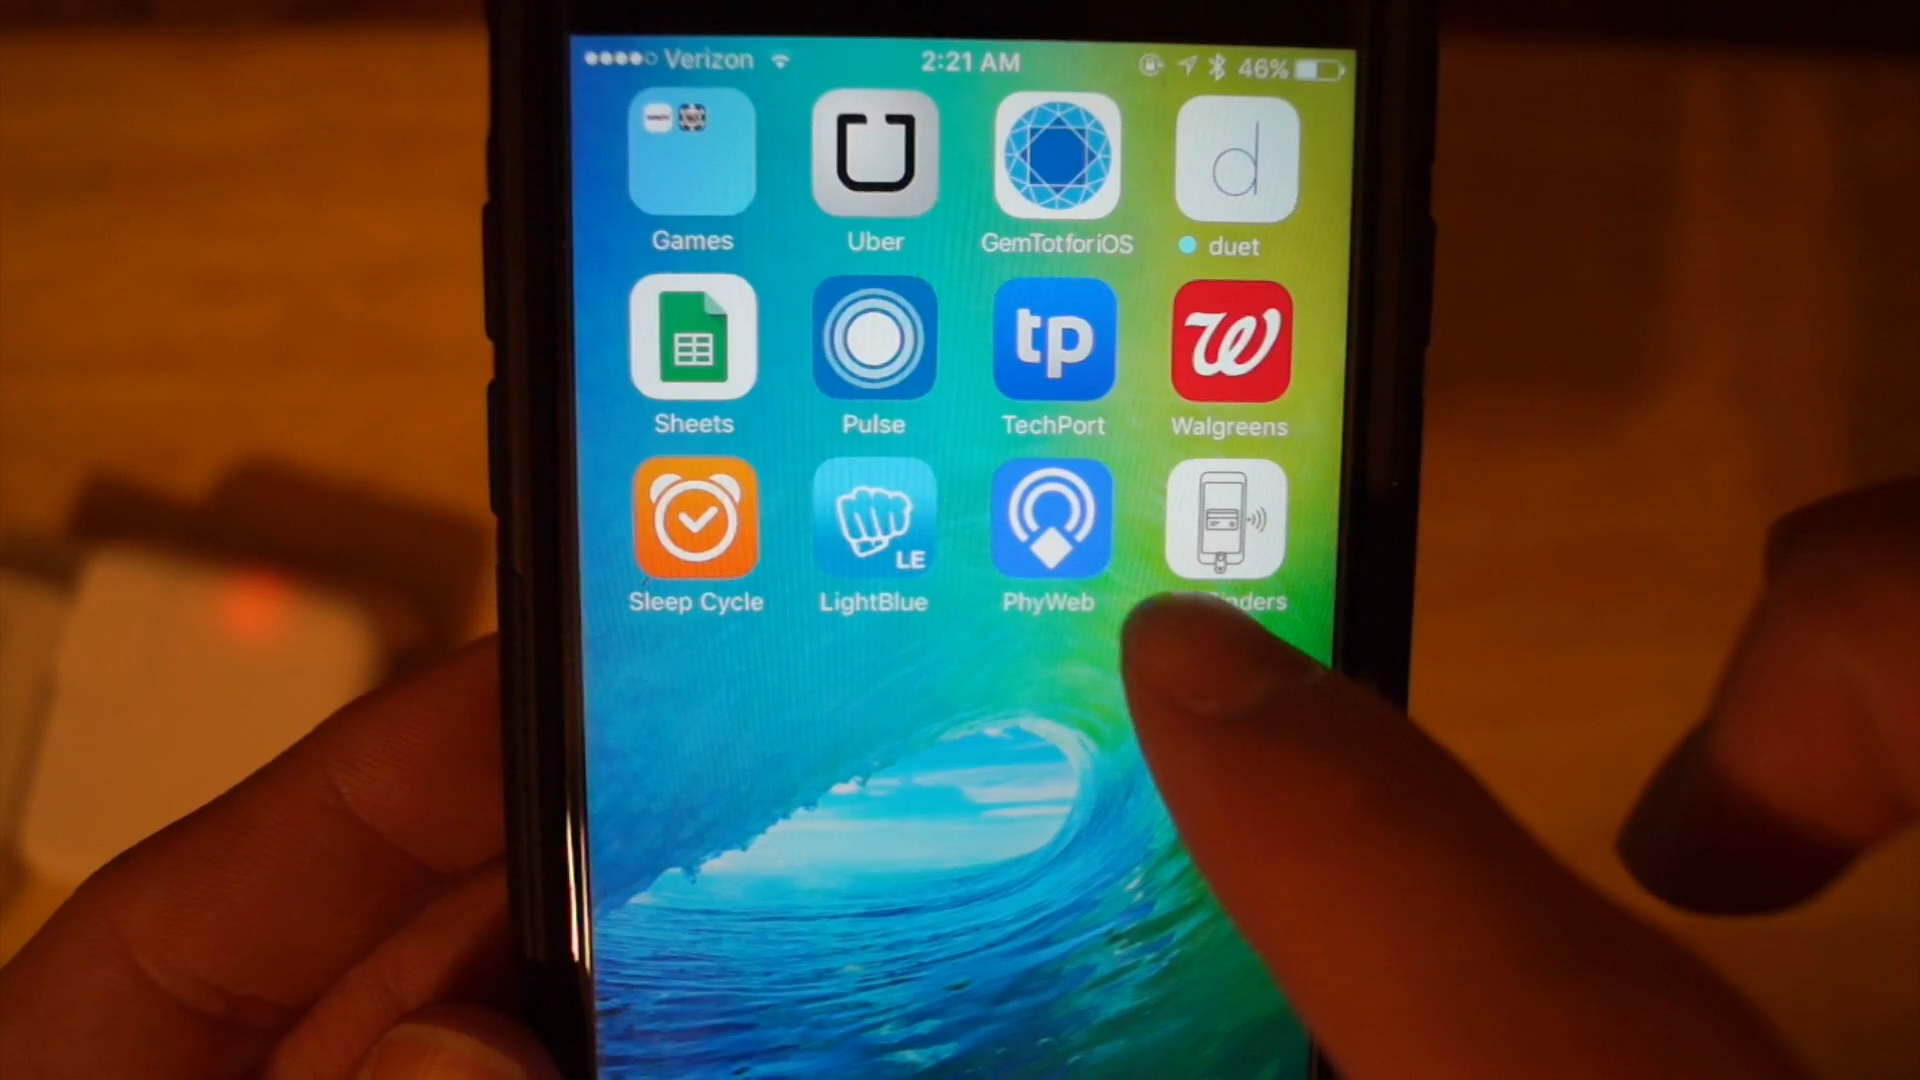 Verizon 2:21 AM 46%
Games Uber GemTotforiOS duet
d
Sheets Pulse TechPort Walgreens
tp W
Sleep Cycle LightBlue PhyWeb
LE